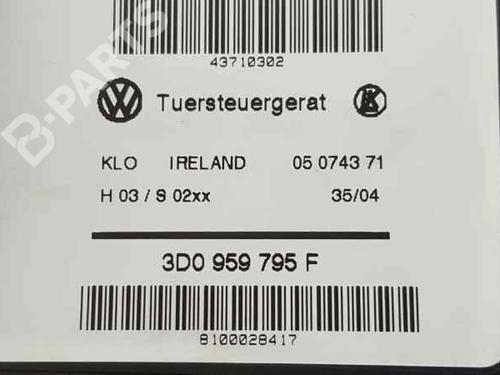 43710302
Tuersteuergerat
KLO IRELAND 05 0743 71
H 03 / S 02xx 35/04
3D0 959 795 F
8100028417
B-PARTS